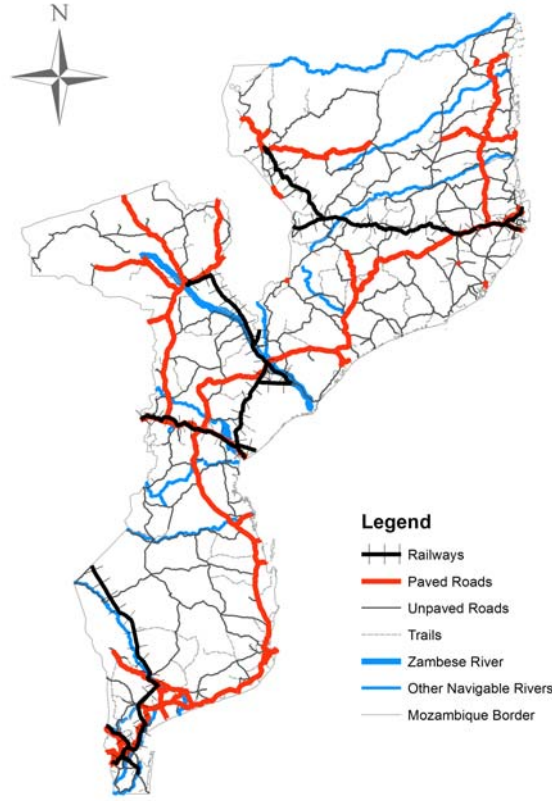 N
Legend
Railways
Paved Roads
Unpaved Roads
Trails
Zambese River
Other Navigable Rivers
Mozambique Border